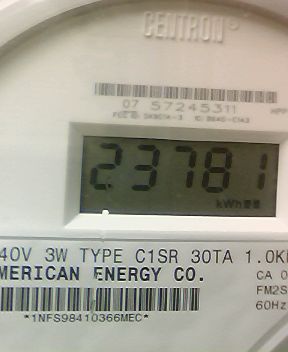 CENTRON®
07 57245311
23781
kWh
40V 3W TYPE C1SR 30TA 1.0K
MERICAN ENERGY CO.
CA 0
FM2S
60Hz
*1NFS98410366MEC*